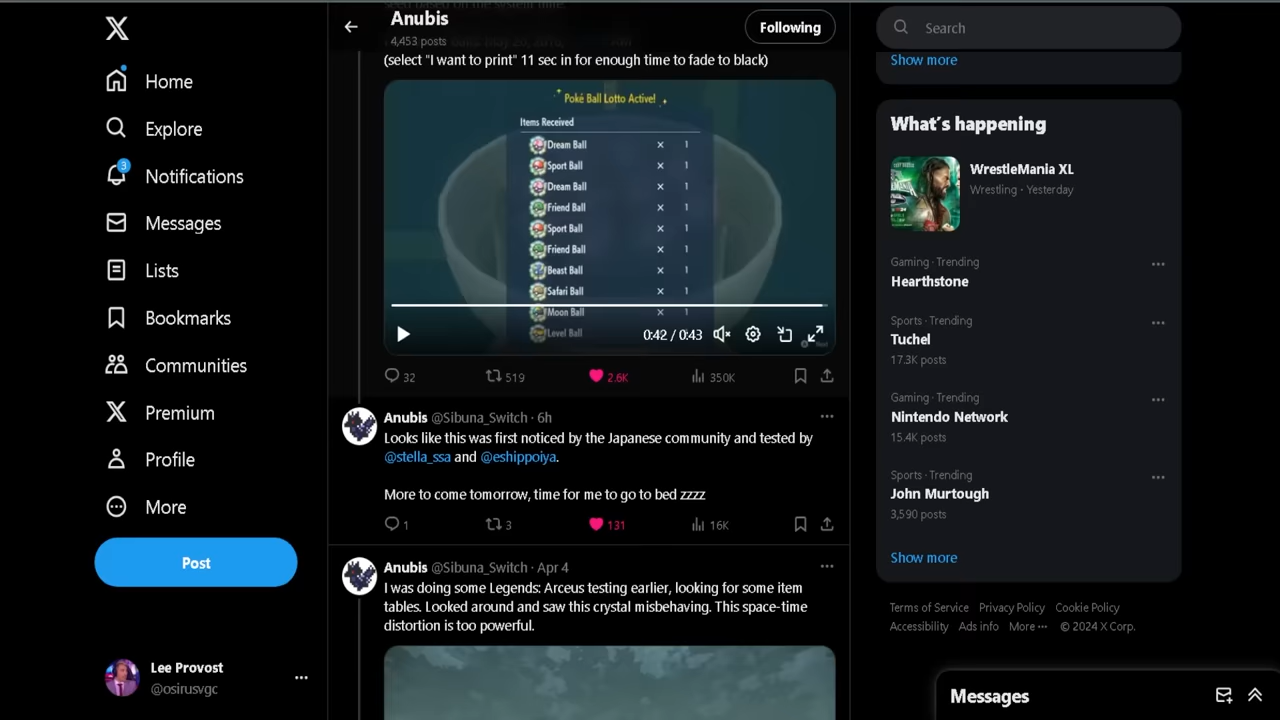 Home
Explore
3
Notifications
Messages
Lists
Bookmarks
Communities
Premium
Profile
More
Post
Lee Provost
@osirusvgc
Anubis
4,453 posts
Following
(select "I want to print" 11 sec in for enough time to fade to black)
Poké Ball Lotto Active!
Items Received
Dream Ball × 1
Sport Ball × 1
Dream Ball × 1
Friend Ball × 1
Sport Ball × 1
Friend Ball × 1
Beast Ball × 1
Safari Ball × 1
Moon Ball × 1
Level Ball × 1
0:42 / 0:43
32 519 2.6K 350K
Anubis @Sibuna_Switch · 6h
Looks like this was first noticed by the Japanese community and tested by
@stella_ssa and @eshippoiya.
More to come tomorrow, time for me to go to bed zzzz
1 3 131 16K
Anubis @Sibuna_Switch · Apr 4
I was doing some Legends: Arceus testing earlier, looking for some item
tables. Looked around and saw this crystal misbehaving. This space-time
distortion is too powerful.
Search
Show more
What's happening
WrestleMania XL
Wrestling · Yesterday
Gaming · Trending
Hearthstone
Sports · Trending
Tuchel
17.3K posts
Gaming · Trending
Nintendo Network
15.4K posts
Sports · Trending
John Murtough
3,590 posts
Show more
Terms of Service Privacy Policy Cookie Policy
Accessibility Ads info More ··· © 2024 X Corp.
Messages